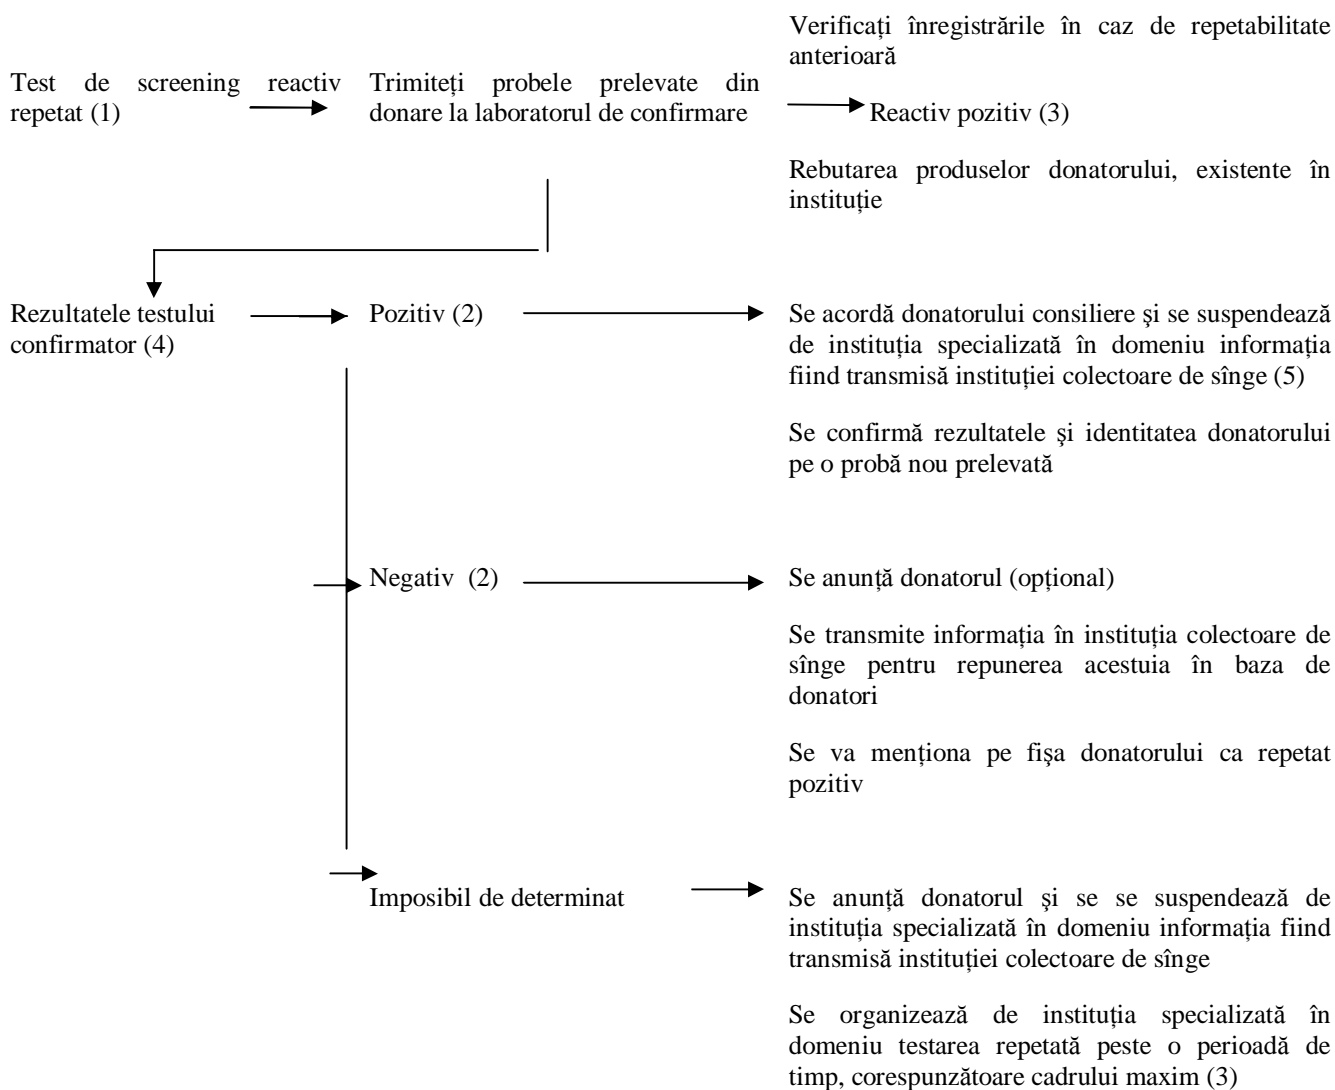 Verificați înregistrările în caz de repetabilitate
anterioară
Test de screening reactiv
repetat (1)
Trimiteți probele prelevate din
donare la laboratorul de confirmare
Reactiv pozitiv (3)
Rebutarea produselor donatorului, existente în
instituție
Rezultatele testului
confirmator (4)
Pozitiv (2)
Se acordă donatorului consiliere şi se suspendează
de instituția specializată în domeniu informația
fiind transmisă instituției colectoare de sînge (5)
Se confirmă rezultatele şi identitatea donatorului
pe o probă nou prelevată
Negativ (2)
Se anunță donatorul (opțional)
Se transmite informația în instituția colectoare de
sînge pentru repunerea acestuia în baza de
donatori
Se va menționa pe fişa donatorului ca repetat
pozitiv
Imposibil de determinat
Se anunță donatorul şi se se suspendează de
instituția specializată în domeniu informația fiind
transmisă instituției colectoare de sînge
Se organizează de instituția specializată în
domeniu testarea repetată peste o perioadă de
timp, corespunzătoare cadrului maxim (3)